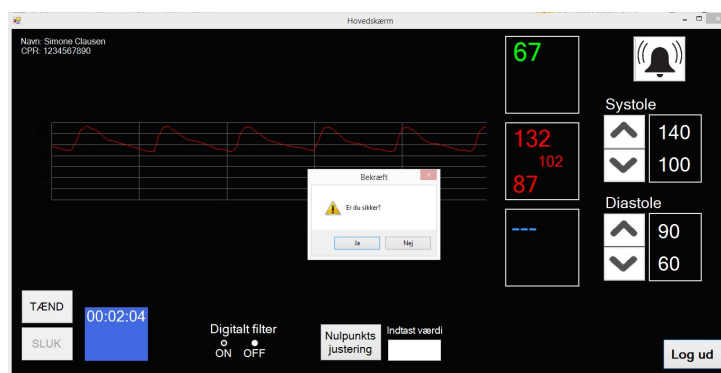 Hovedskærm
Navn: Simone Clausen
CPR: 1234567890
67
132
102
87
---
Systole
140
100
Diastole
90
60
Bekræft
Er du sikker?
Ja
Nej
TÆND
SLUK
00:02:04
Digitalt filter
ON OFF
Nulpunkts
justering
Indtast værdi
Log ud